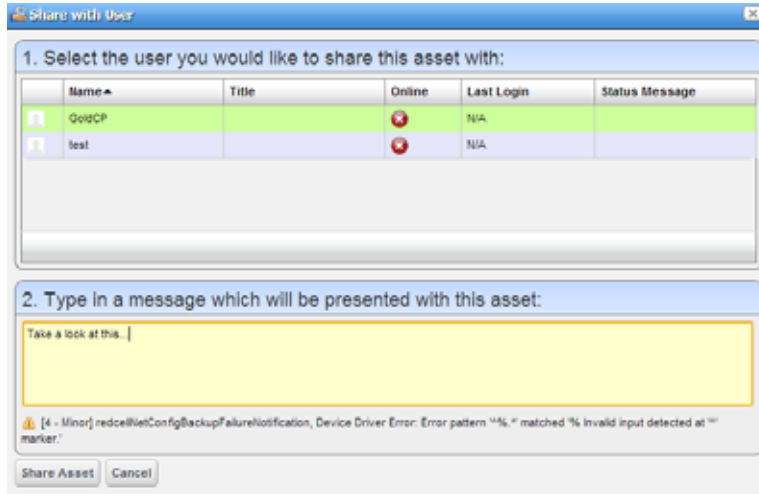 Share with User
1. Select the user you would like to share this asset with:
Name Title Online Last Login Status Message
GoldCP N/A
test N/A
2. Type in a message which will be presented with this asset:
Take a look at this...
[4 - Minor] redcellNetConfigBackupFailureNotification, Device Driver Error: Error pattern '^%.*' matched '% Invalid input detected at '^'
marker.'
Share Asset Cancel